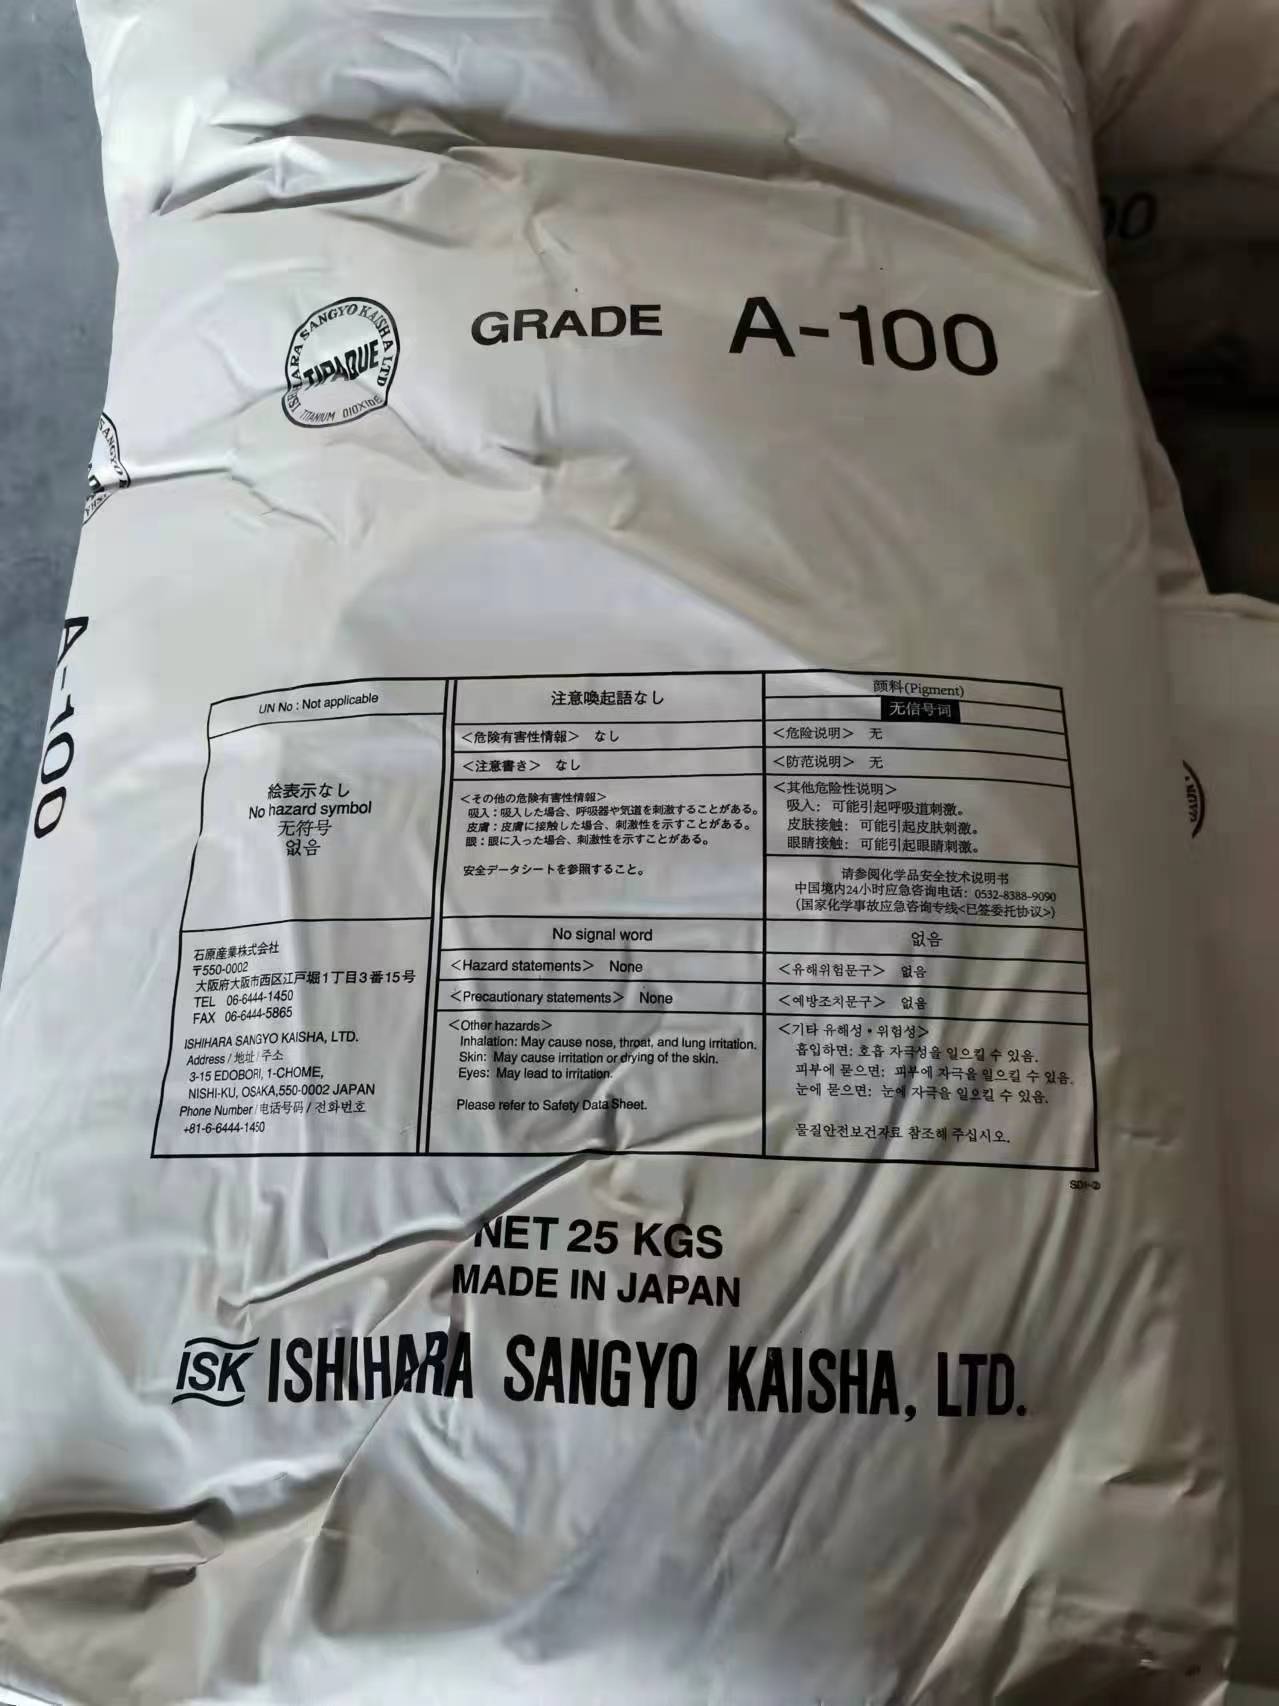 ISHIHARA SANGYO KAISHA LTD
TIPAQUE
TITANIUM DIOXIDE
GRADE A-100
A-100
UN No : Not applicable
絵表示なし
No hazard symbol
无符号
없음
石原産業株式会社
〒550-0002
大阪府大阪市西区江戸堀1丁目3番15号
TEL 06-6444-1450
FAX 06-6444-5865
ISHIHARA SANGYO KAISHA, LTD.
Address / 地址 / 주소
3-15 EDOBORI, 1-CHOME,
NISHI-KU, OSAKA,550-0002 JAPAN
Phone Number / 电话号码 / 전화번호
+81-6-6444-1450
注意喚起語なし
<危険有害性情報> なし
<注意書き> なし
<その他の危険有害性情報>
吸入:吸入した場合、呼吸器や気道を刺激することがある。
皮膚:皮膚に接触した場合、刺激性を示すことがある。
眼:眼に入った場合、刺激性を示すことがある。
安全データシートを参照すること。
颜料(Pigment)
无信号词
<危险说明> 无
<防范说明> 无
<其他危险性说明>
吸入: 可能引起呼吸道刺激。
皮肤接触: 可能引起皮肤刺激。
眼睛接触: 可能引起眼睛刺激。
请参阅化学品安全技术说明书
中国境内24小时应急咨询电话: 0532-8388-9090
(国家化学事故应急咨询专线<已签委托协议>)
No signal word
<Hazard statements> None
<Precautionary statements> None
<Other hazards>
Inhalation: May cause nose, throat, and lung irritation.
Skin: May cause irritation or drying of the skin.
Eyes: May lead to irritation.
Please refer to Safety Data Sheet.
없음
<유해위험문구> 없음
<예방조치문구> 없음
<기타 유해성・위험성>
흡입하면: 호흡 자극성을 일으킬 수 있음.
피부에 묻으면: 피부에 자극을 일으킬 수 있음.
눈에 묻으면: 눈에 자극을 일으킬 수 있음.
물질안전보건자료 참조해 주십시오.
SD1-②
NET 25 KGS
MADE IN JAPAN
ISK ISHIHARA SANGYO KAISHA, LTD.